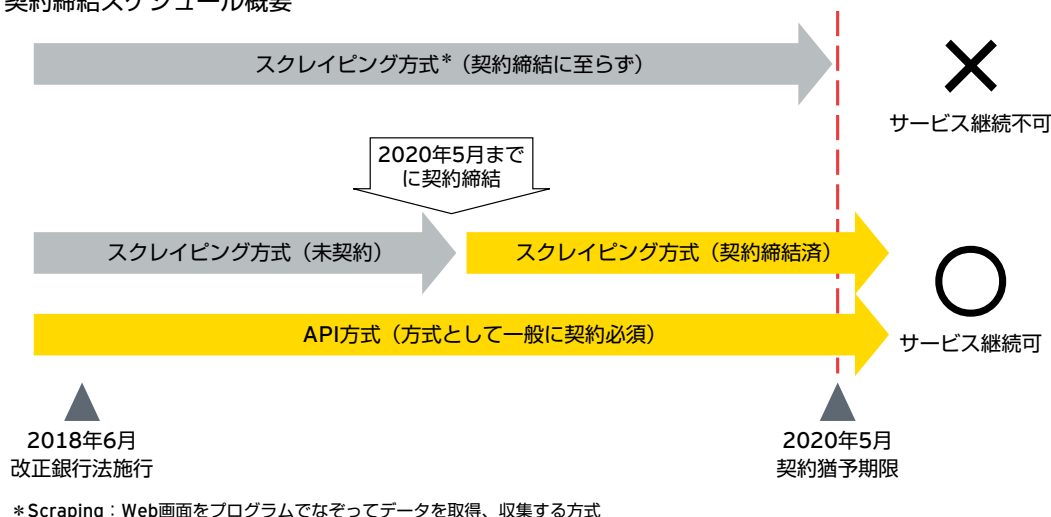 契約締結スケジュール概要
スクレイピング方式*（契約締結に至らず）
サービス継続不可
2020年5月まで
に契約締結
スクレイピング方式（未契約）
スクレイピング方式（契約締結済）
API方式（方式として一般に契約必須）
サービス継続可
2018年6月
改正銀行法施行
2020年5月
契約猶予期限
*Scraping：Web画面をプログラムでなぞってデータを取得、収集する方式